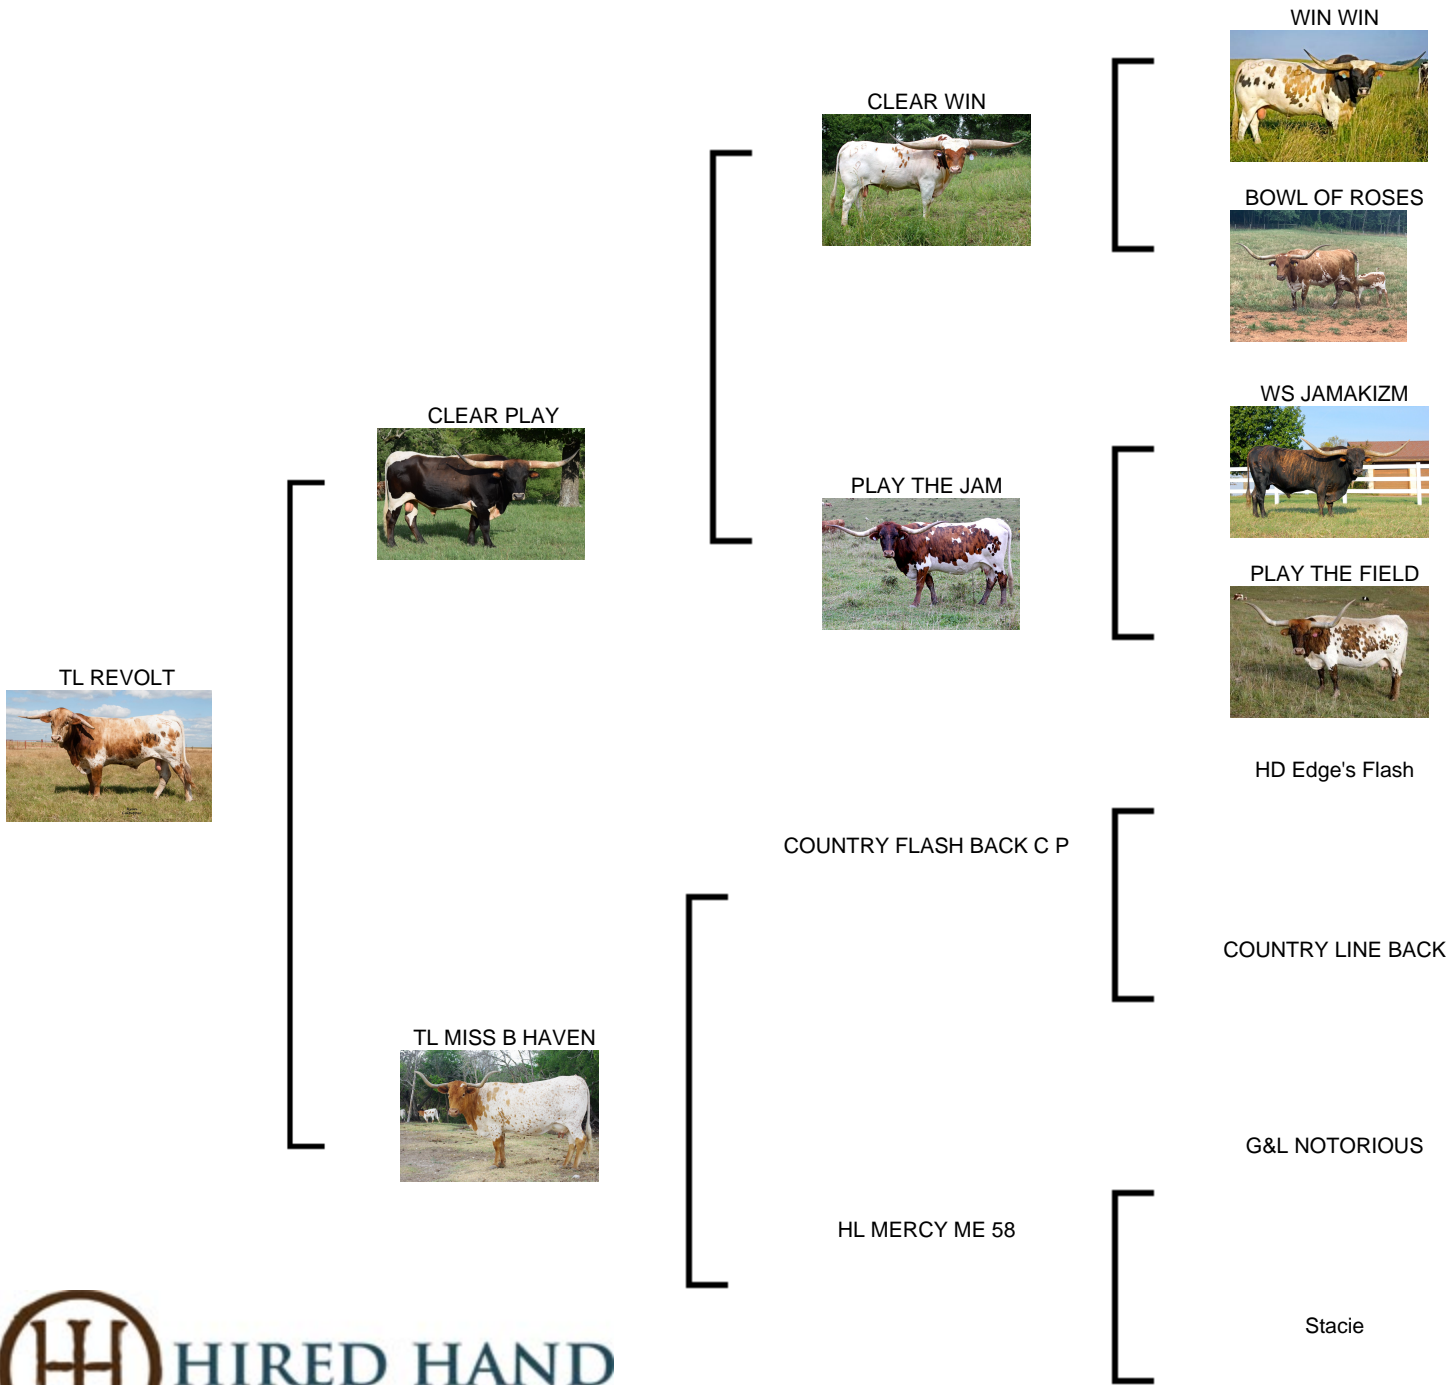 WIN WIN
CLEAR WIN
BOWL OF ROSES
CLEAR PLAY
WS JAMAKIZM
PLAY THE JAM
PLAY THE FIELD
TL REVOLT
HD Edge's Flash
COUNTRY FLASH BACK C P
COUNTRY LINE BACK
TL MISS B HAVEN
G&L NOTORIOUS
HL MERCY ME 58
Stacie
HIRED HAND